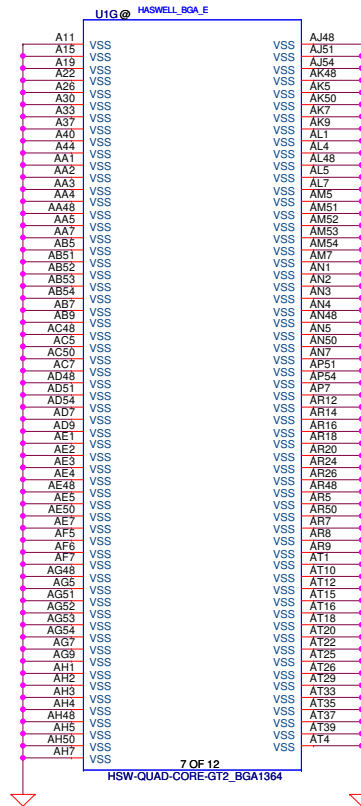 U1G @ HASWELL_BGA_E
A11 VSS VSS AJ48
A15 VSS VSS AJ51
A19 VSS VSS AJ54
A22 VSS VSS AK48
A26 VSS VSS AK5
A30 VSS VSS AK50
A33 VSS VSS AK7
A37 VSS VSS AK9
A40 VSS VSS AL1
A44 VSS VSS AL4
AA1 VSS VSS AL48
AA2 VSS VSS AL5
AA3 VSS VSS AL7
AA4 VSS VSS AM5
AA48 VSS VSS AM51
AA5 VSS VSS AM52
AA7 VSS VSS AM53
AB5 VSS VSS AM54
AB51 VSS VSS AM7
AB52 VSS VSS AN1
AB53 VSS VSS AN2
AB54 VSS VSS AN3
AB7 VSS VSS AN4
AB9 VSS VSS AN48
AC48 VSS VSS AN5
AC5 VSS VSS AN50
AC50 VSS VSS AN7
AC7 VSS VSS AP51
AD48 VSS VSS AP54
AD51 VSS VSS AP7
AD54 VSS VSS AR12
AD7 VSS VSS AR14
AD9 VSS VSS AR16
AE1 VSS VSS AR18
AE2 VSS VSS AR20
AE3 VSS VSS AR24
AE4 VSS VSS AR26
AE48 VSS VSS AR48
AE5 VSS VSS AR5
AE50 VSS VSS AR50
AE7 VSS VSS AR7
AF5 VSS VSS AR8
AF6 VSS VSS AR9
AF7 VSS VSS AT1
AG48 VSS VSS AT10
AG5 VSS VSS AT12
AG51 VSS VSS AT15
AG52 VSS VSS AT16
AG53 VSS VSS AT18
AG54 VSS VSS AT20
AG7 VSS VSS AT22
AG9 VSS VSS AT25
AH1 VSS VSS AT26
AH2 VSS VSS AT29
AH3 VSS VSS AT33
AH4 VSS VSS AT35
AH48 VSS VSS AT37
AH5 VSS VSS AT39
AH50 VSS VSS AT4
AH7 VSS
7 OF 12
HSW-QUAD-CORE-GT2_BGA1364